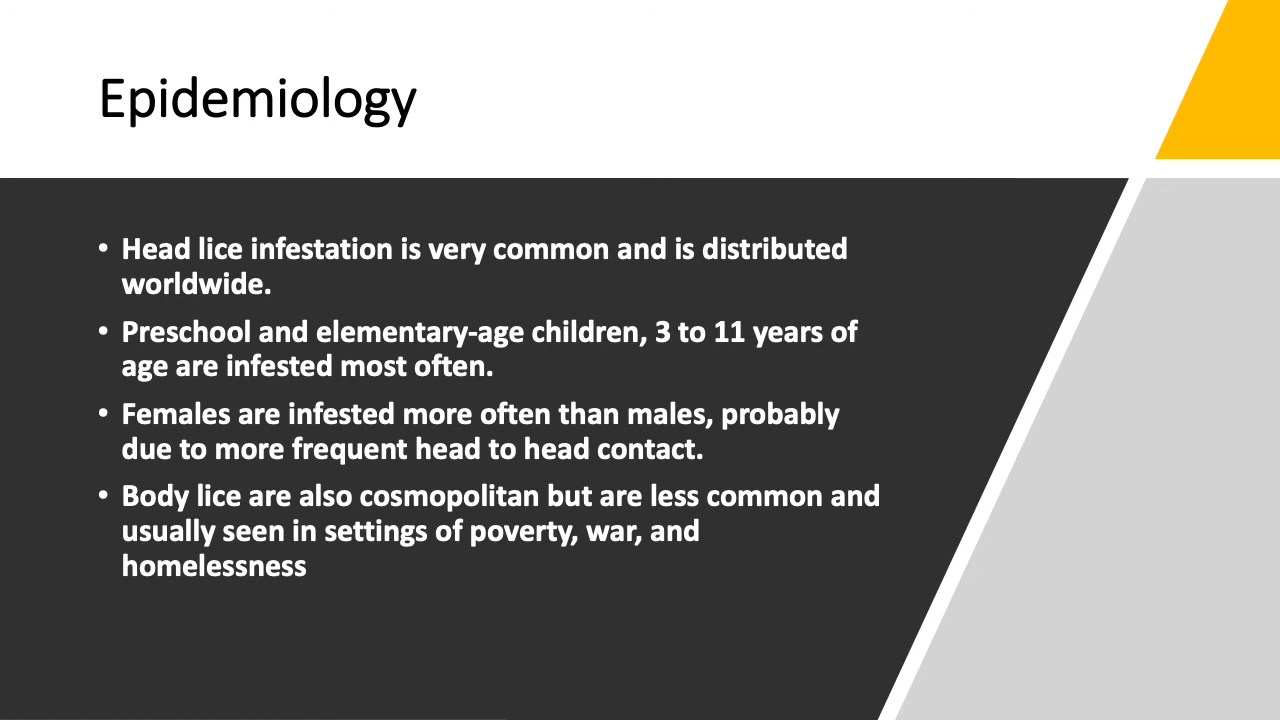 Epidemiology
• Head lice infestation is very common and is distributed
worldwide.
• Preschool and elementary-age children, 3 to 11 years of
age are infested most often.
• Females are infested more often than males, probably
due to more frequent head to head contact.
• Body lice are also cosmopolitan but are less common and
usually seen in settings of poverty, war, and
homelessness